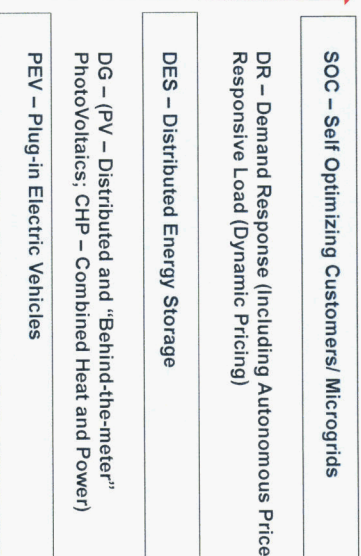 SOC – Self Optimizing Customers/ Microgrids
DR – Demand Response (Including Autonomous Price
Responsive Load (Dynamic Pricing)
DES – Distributed Energy Storage
DG – (PV – Distributed and "Behind-the-meter"
PhotoVoltaics; CHP – Combined Heat and Power)
PEV – Plug-in Electric Vehicles